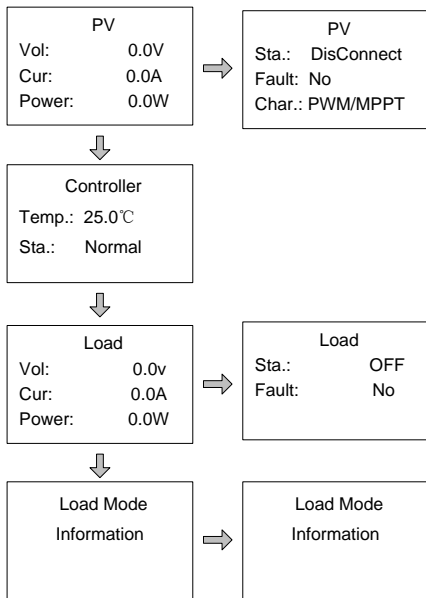 PV
Vol: 0.0V
Cur: 0.0A
Power: 0.0W
PV
Sta.: DisConnect
Fault: No
Char.: PWM/MPPT
Controller
Temp.: 25.0℃
Sta.: Normal
Load
Vol: 0.0v
Cur: 0.0A
Power: 0.0W
Load
Sta.: OFF
Fault: No
Load Mode
Information
Load Mode
Information